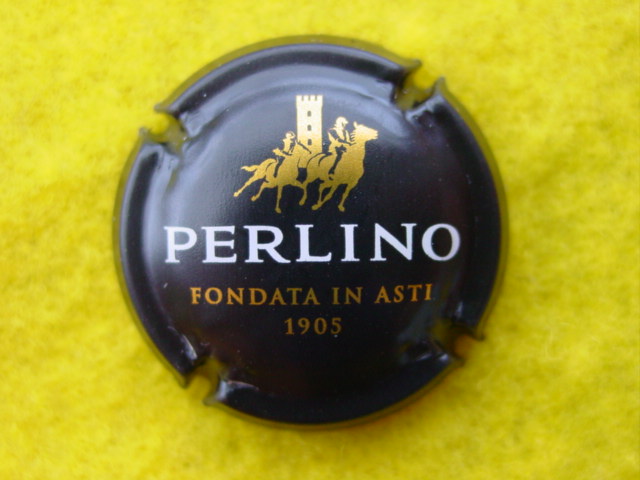 PERLINO
FONDATA IN ASTI
1905